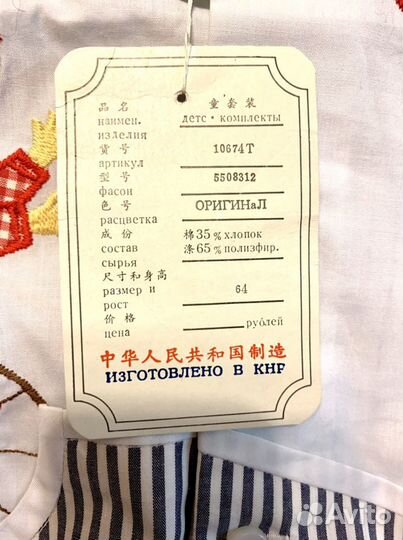 品名 童套装
наимен. детс • комплекты
изделия
货号 10674Т
артикул
型号 5508312
фасон
色号 ОРИГИНаЛ
расцветка
成份 棉35% хлопок
состав 涤65% полиэфир.
сырья
尺寸和身高
размер и 64
рост
价格
цена рублей
中华人民共和国制造
ИЗГОТОВЛЕНО В КНР
Avito